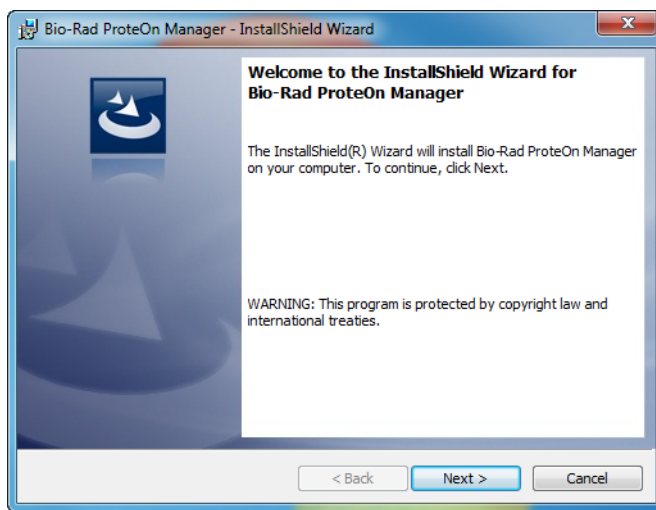 Bio-Rad ProteOn Manager - InstallShield Wizard
Welcome to the InstallShield Wizard for
Bio-Rad ProteOn Manager
The InstallShield(R) Wizard will install Bio-Rad ProteOn Manager
on your computer. To continue, click Next.
WARNING: This program is protected by copyright law and
international treaties.
< Back Next > Cancel